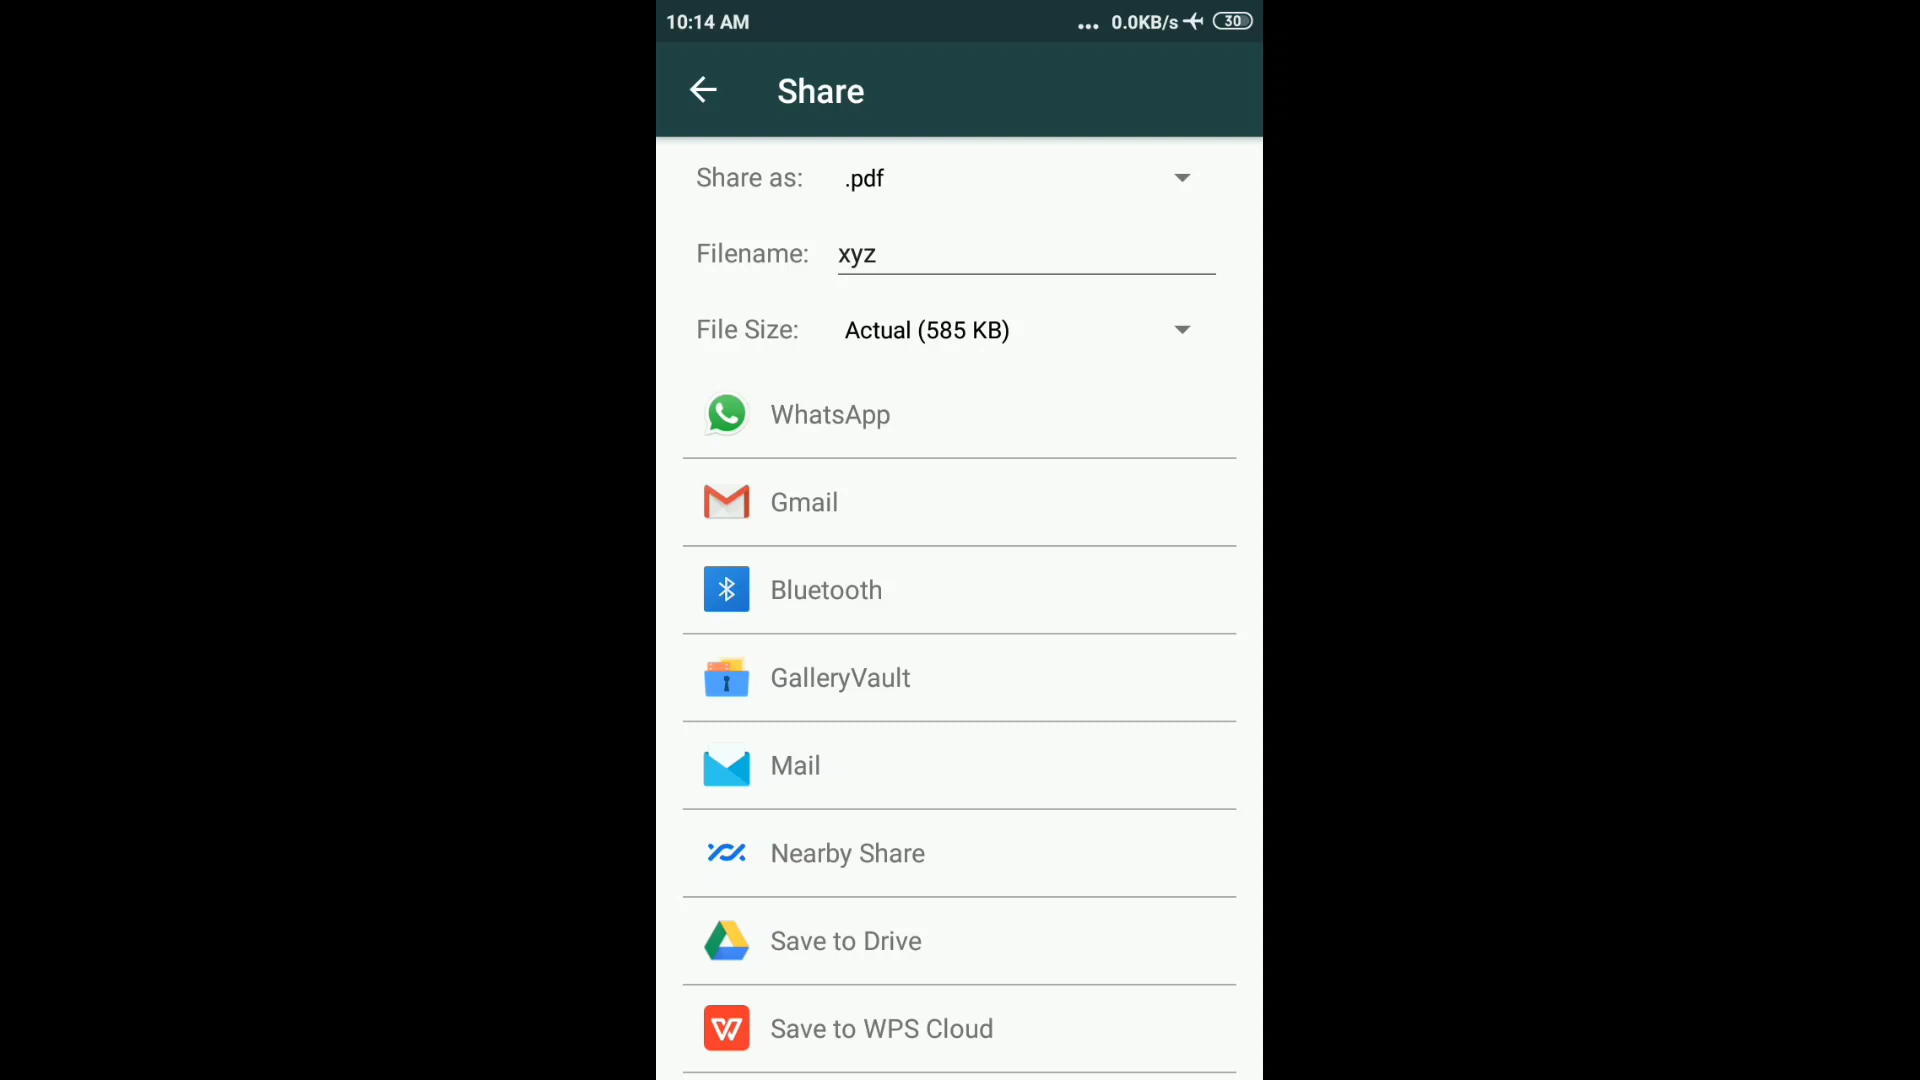 10:14 AM ... 0.0KB/s 30
Share
Share as: .pdf
Filename: xyz
File Size: Actual (585 KB)
WhatsApp
Gmail
Bluetooth
GalleryVault
Mail
Nearby Share
Save to Drive
Save to WPS Cloud